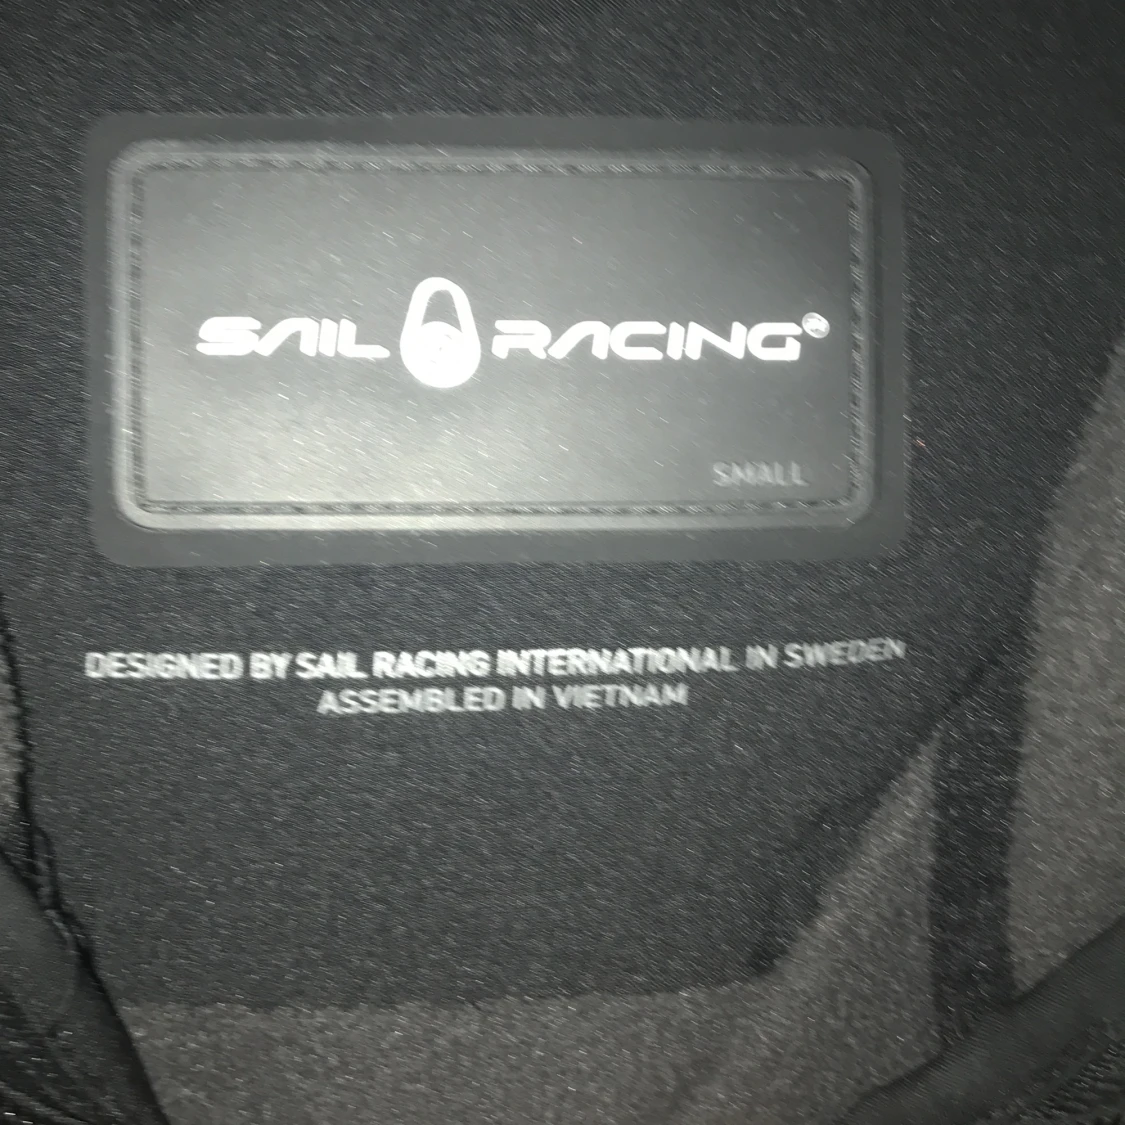 SAIL RACING®
SMALL
DESIGNED BY SAIL RACING INTERNATIONAL IN SWEDEN
ASSEMBLED IN VIETNAM